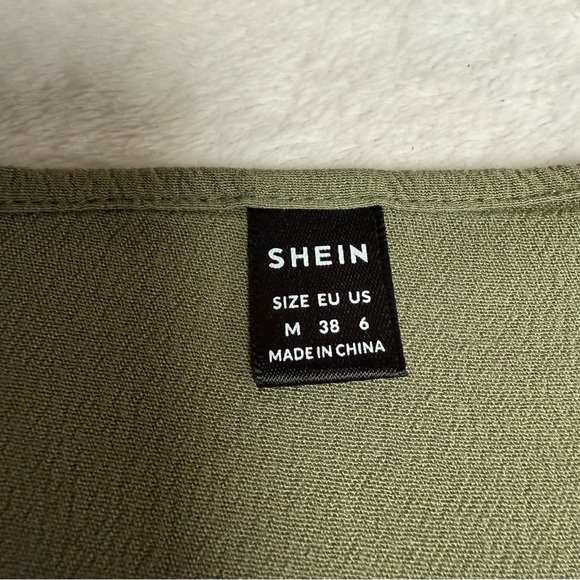 SHEIN
SIZE EU US
M 38 6
MADE IN CHINA